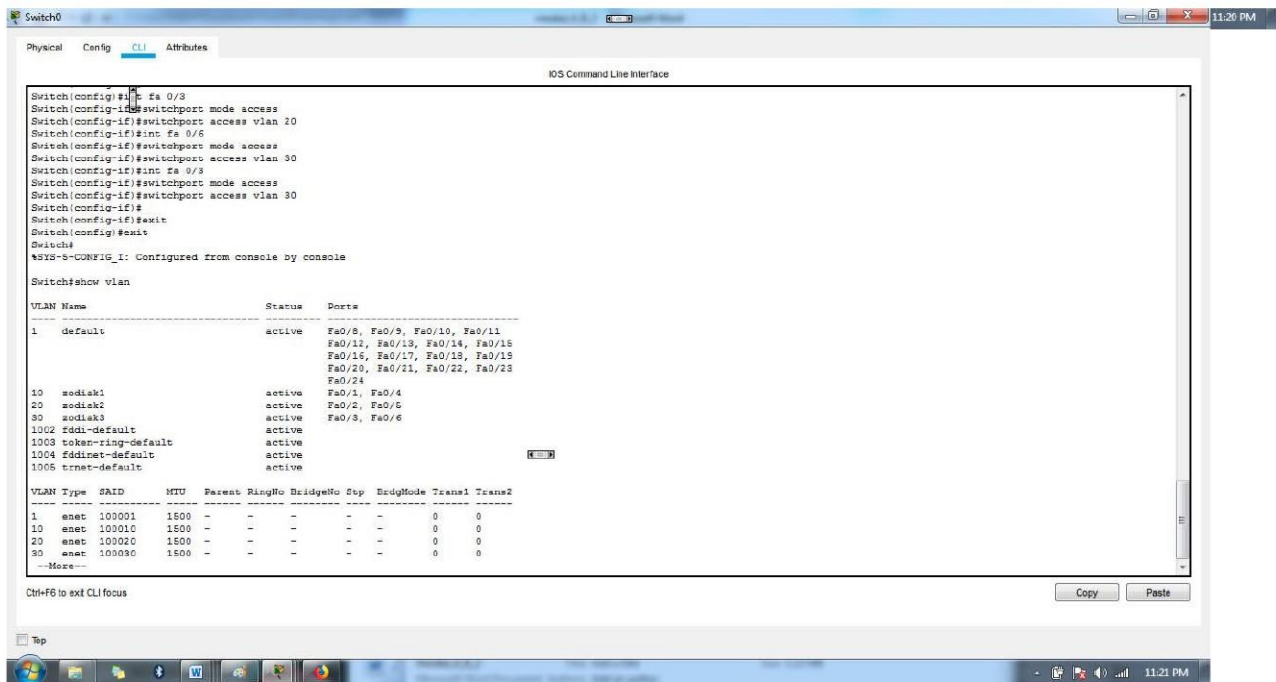 Switch0
11:20 PM
Physical Config CLI Attributes
IOS Command Line Interface
Switch(config)#int fa 0/3
Switch(config-if)#switchport mode access
Switch(config-if)#switchport access vlan 20
Switch(config-if)#int fa 0/6
Switch(config-if)#switchport mode access
Switch(config-if)#switchport access vlan 30
Switch(config-if)#int fa 0/3
Switch(config-if)#switchport mode access
Switch(config-if)#switchport access vlan 30
Switch(config-if)#
Switch(config-if)#exit
Switch(config)#exit
Switch#
%SYS-5-CONFIG_I: Configured from console by console
Switch#show vlan
VLAN Name Status Ports
---- -------------------------------- --------- -------------------------------
1 default active Fa0/8, Fa0/9, Fa0/10, Fa0/11
Fa0/12, Fa0/13, Fa0/14, Fa0/15
Fa0/16, Fa0/17, Fa0/18, Fa0/19
Fa0/20, Fa0/21, Fa0/22, Fa0/23
Fa0/24
10 zodiak1 active Fa0/1, Fa0/4
20 zodiak2 active Fa0/2, Fa0/5
30 zodiak3 active Fa0/3, Fa0/6
1002 fddi-default active
1003 token-ring-default active
1004 fddinet-default active
1005 trnet-default active
VLAN Type SAID MTU Parent RingNo BridgeNo Stp BrdgMode Trans1 Trans2
---- ----- ---------- ----- ------ ------ -------- ---- -------- ------ ------
1 enet 100001 1500 - - - - - 0 0
10 enet 100010 1500 - - - - - 0 0
20 enet 100020 1500 - - - - - 0 0
30 enet 100030 1500 - - - - - 0 0
--More--
Ctrl+F6 to exit CLI focus
Copy Paste
Top
11:21 PM